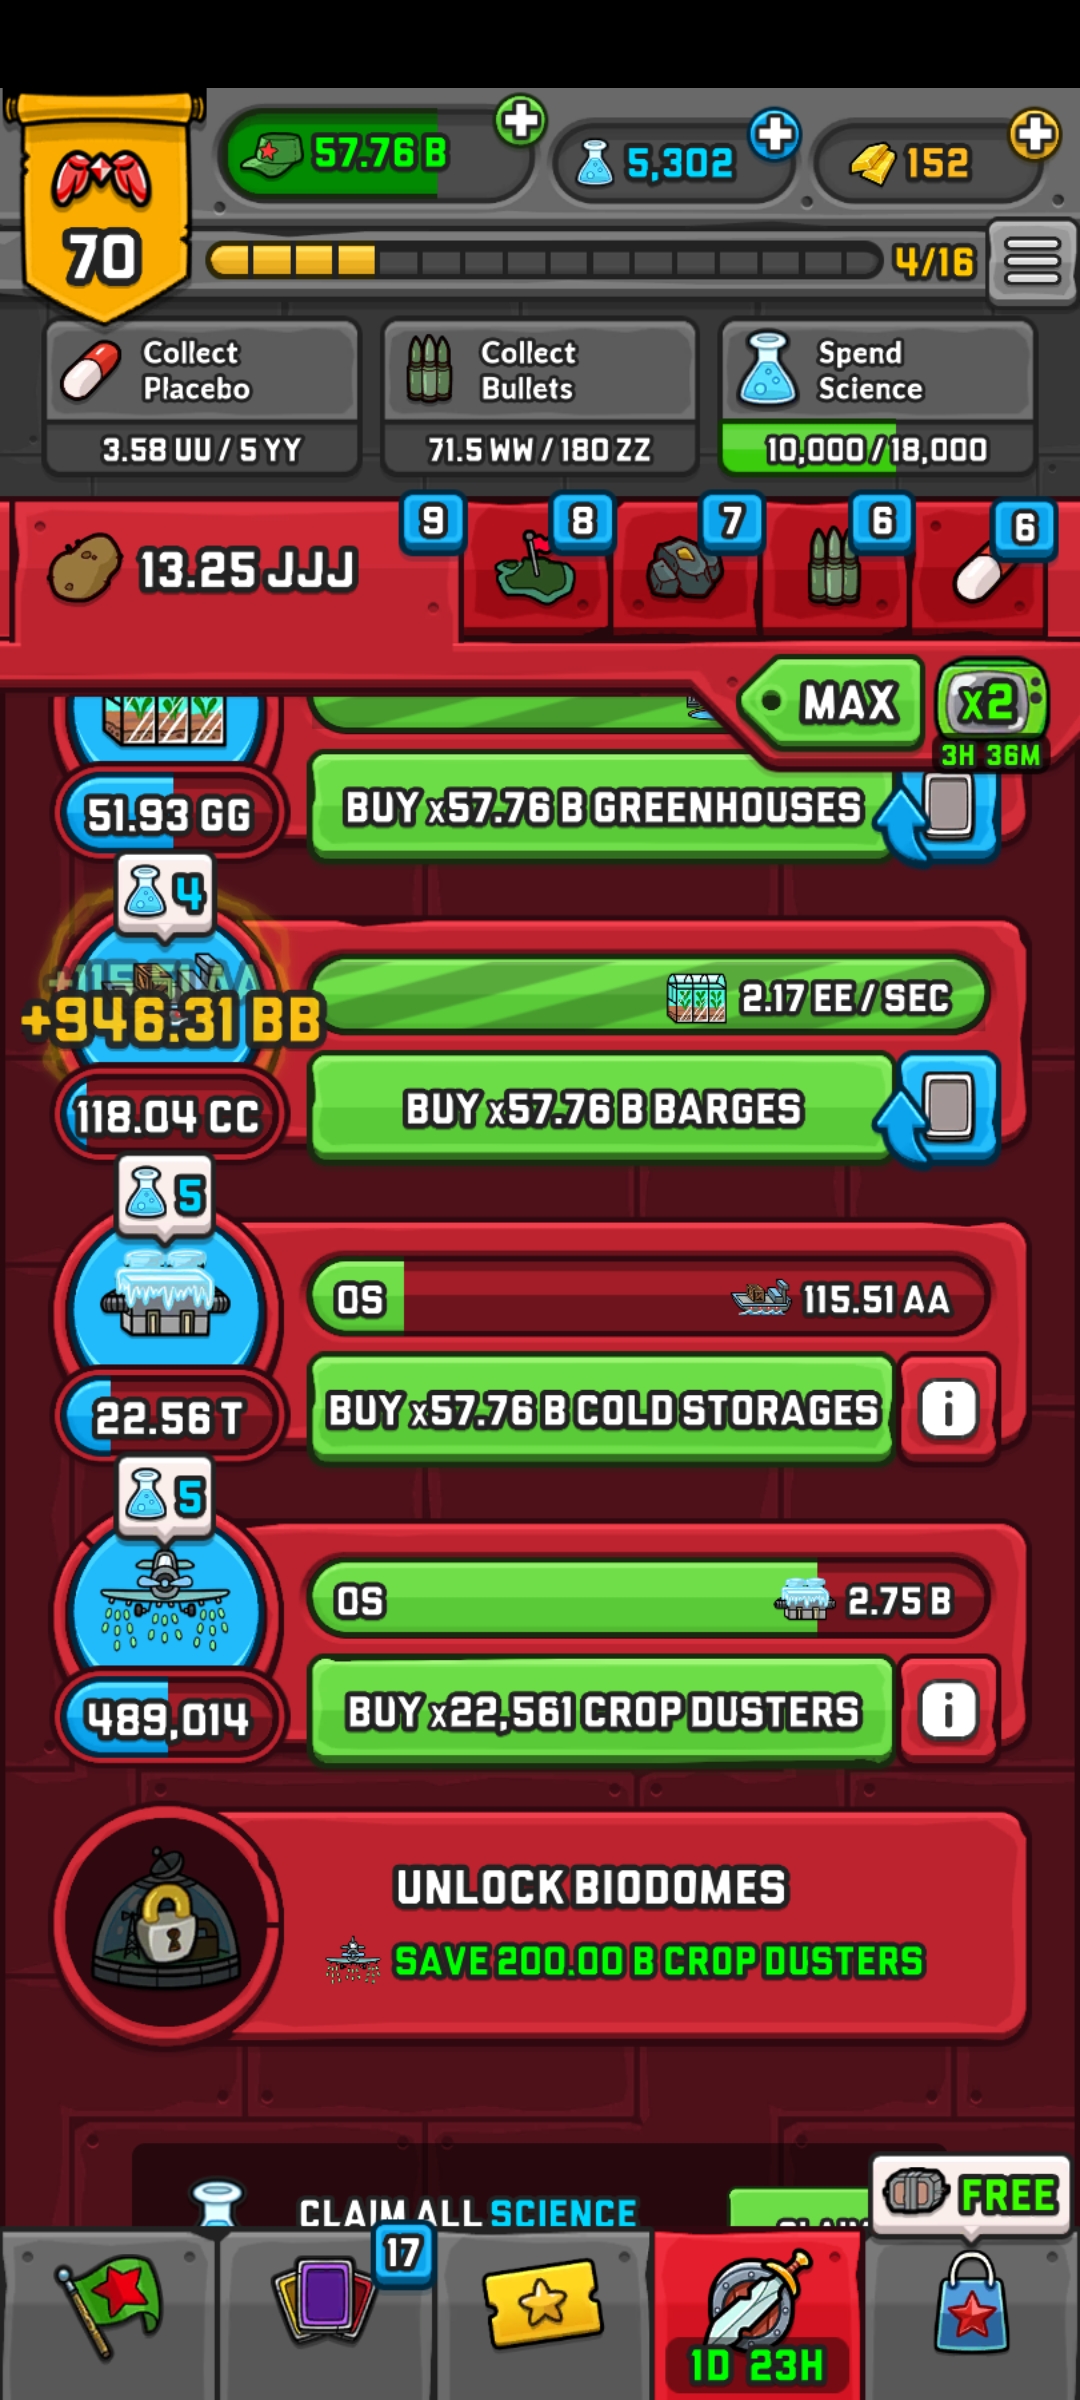 57.76 B
5,302
152
70
4/16
Collect
Placebo
3.58 UU / 5 YY
Collect
Bullets
71.5 WW / 180 ZZ
Spend
Science
10,000 / 18,000
13.25 JJJ
9
8
7
6
6
MAX
x2
3H 36M
51.93 GG
BUY x57.76 B GREENHOUSES
4
+115.51 AA
+946.31 BB
2.17 EE / SEC
118.04 CC
BUY x57.76 B BARGES
5
0S
115.51 AA
22.56 T
BUY x57.76 B COLD STORAGES
i
5
0S
2.75 B
489,014
BUY x22,561 CROP DUSTERS
i
UNLOCK BIODOMES
SAVE 200.00 B CROP DUSTERS
CLAIM ALL SCIENCE
CLAIM
FREE
17
1D 23H